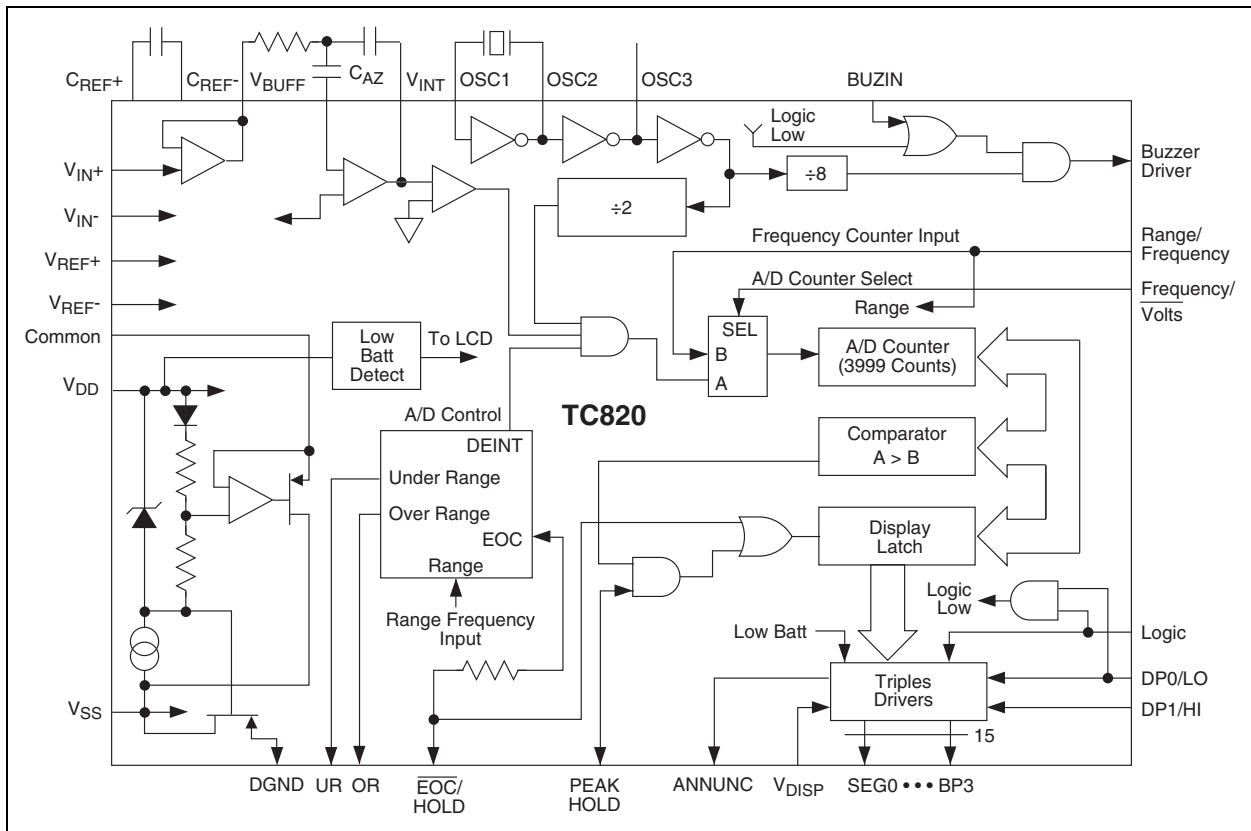 CREF+
CREF-
VBUFF
CAZ
VINT
OSC1
OSC2
OSC3
BUZIN
Logic
Low
VIN+
VIN-
VREF+
VREF-
Common
VDD
VSS
÷8
÷2
Buzzer
Driver
Frequency Counter Input
Range/
Frequency
A/D Counter Select
Range
Frequency/
Volts
Low
Batt
Detect
To LCD
SEL
B
A
A/D Counter
(3999 Counts)
TC820
A/D Control
DEINT
Under Range
Over Range
EOC
Range
Range Frequency
Input
Comparator
A > B
Display
Latch
Logic
Low
Low Batt
Logic
Triples
Drivers
DP0/LO
DP1/HI
15
DGND
UR
OR
EOC/
HOLD
PEAK
HOLD
ANNUNC
VDISP
SEG0 • • • BP3